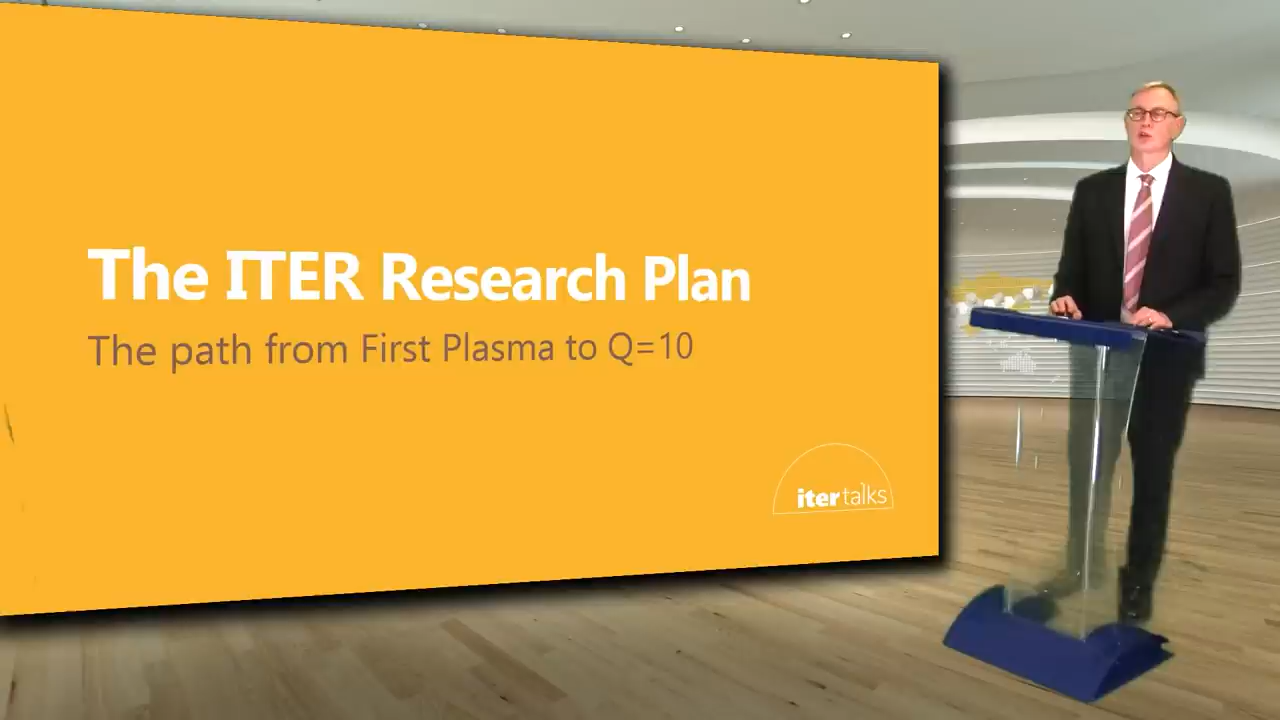 The ITER Research Plan
The path from First Plasma to Q=10
iter talks